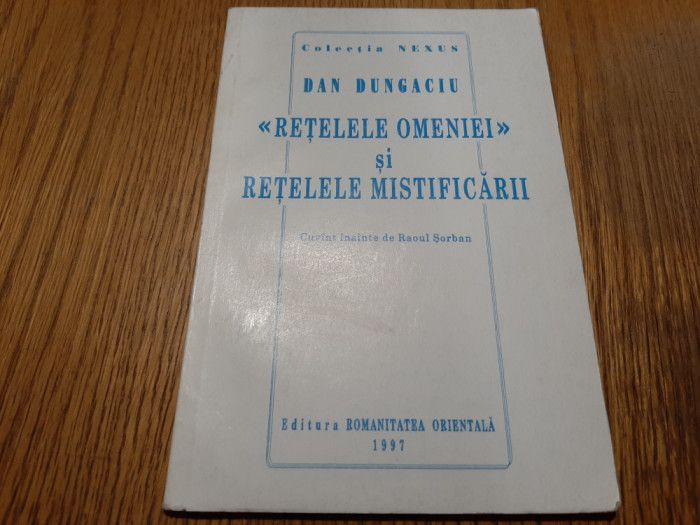 Colecția NEXUS
DAN DUNGACIU
«REȚELELE OMENIEI»
și
REȚELELE MISTIFICĂRII
Cuvînt înainte de Raoul Șorban
Editura ROMANITATEA ORIENTALĂ
1997